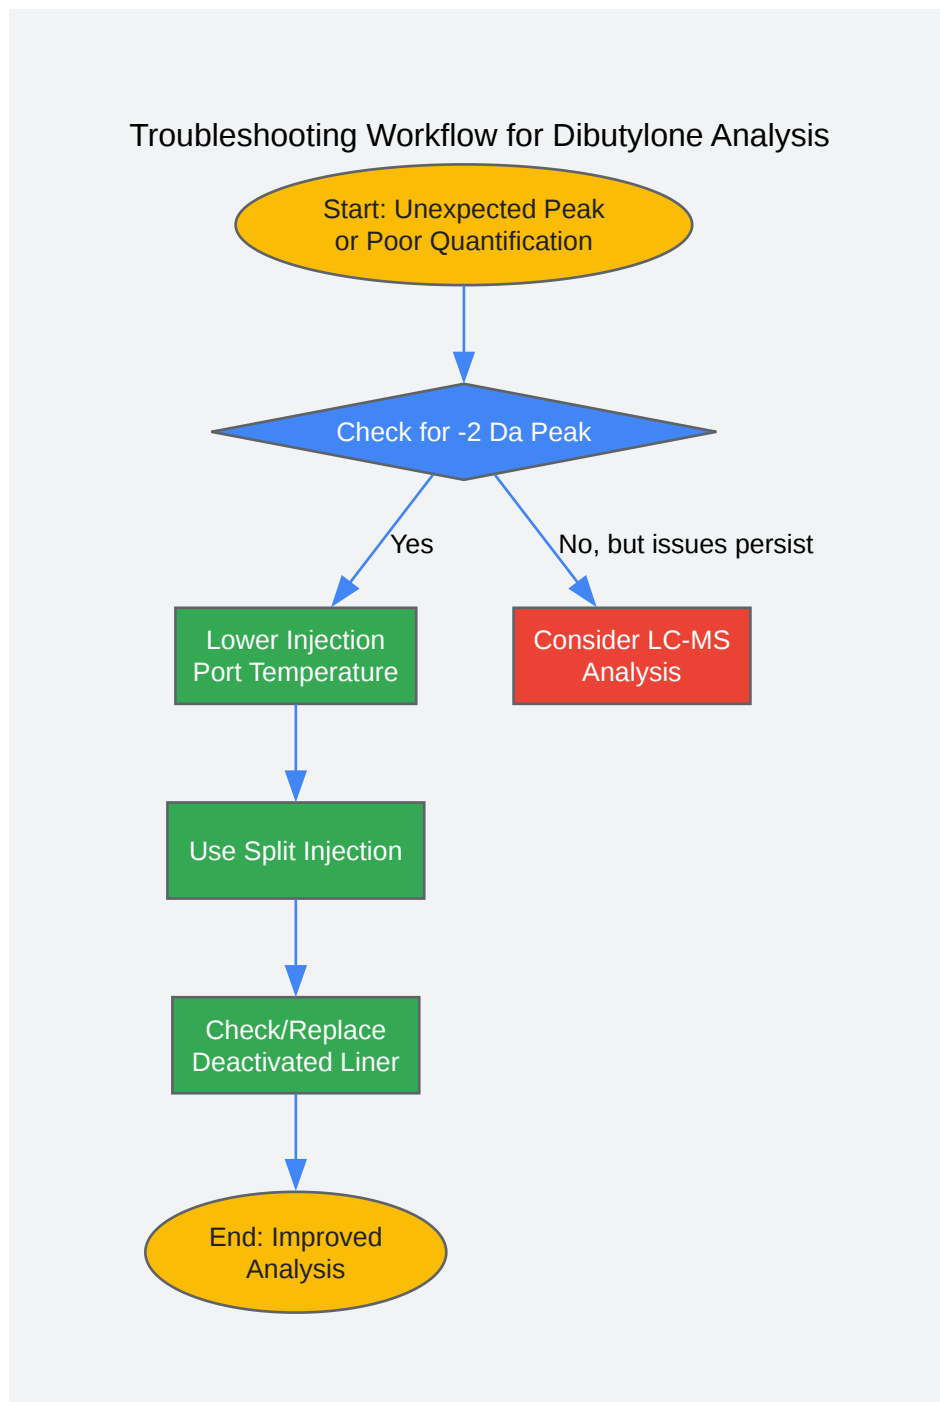 Troubleshooting Workflow for Dibutylone Analysis
Start: Unexpected Peak
or Poor Quantification
Check for -2 Da Peak
Yes
No, but issues persist
Lower Injection
Port Temperature
Consider LC-MS
Analysis
Use Split Injection
Check/Replace
Deactivated Liner
End: Improved
Analysis